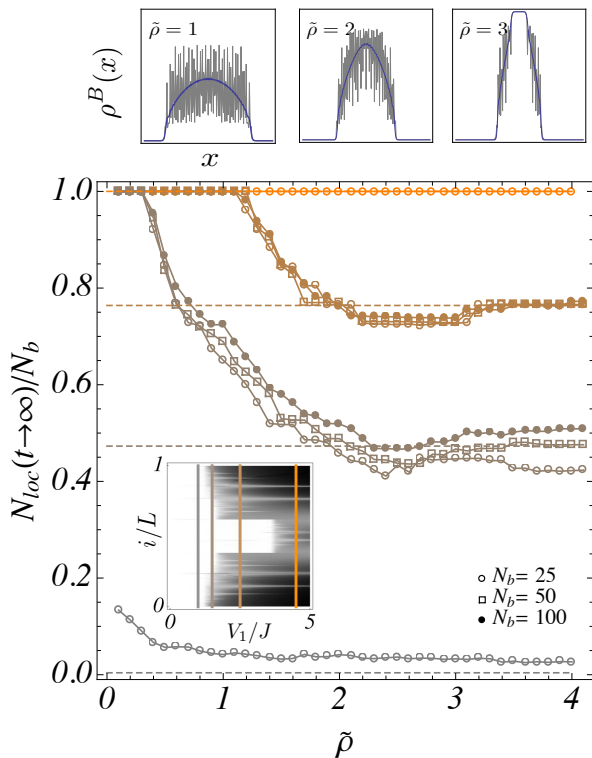 ρ̃ = 1
ρ̃ = 2
ρ̃ = 3
ρ^B(x)
x
1.0
0.8
0.6
0.4
0.2
0.0
N_loc(t→∞)/N_b
1
i/L
0
0
V_1/J
5
N_b= 25
N_b= 50
N_b= 100
0
1
2
3
4
ρ̃